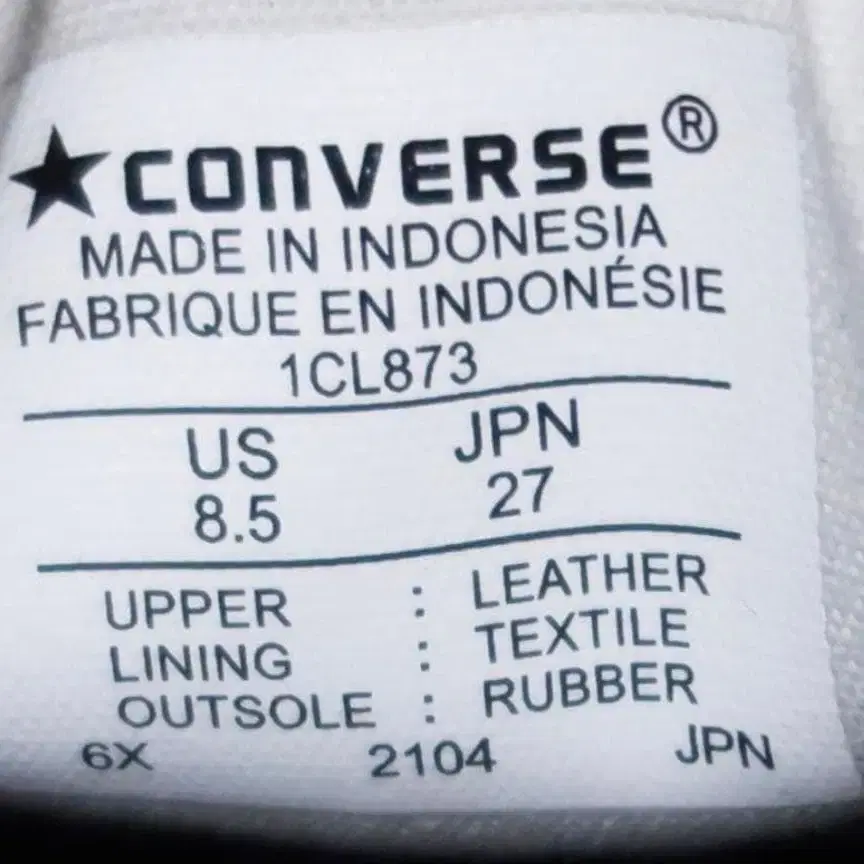 ★CONVERSE®
MADE IN INDONESIA
FABRIQUE EN INDONÉSIE
1CL873
US JPN
8.5 27
UPPER : LEATHER
LINING : TEXTILE
OUTSOLE : RUBBER
6X 2104 JPN